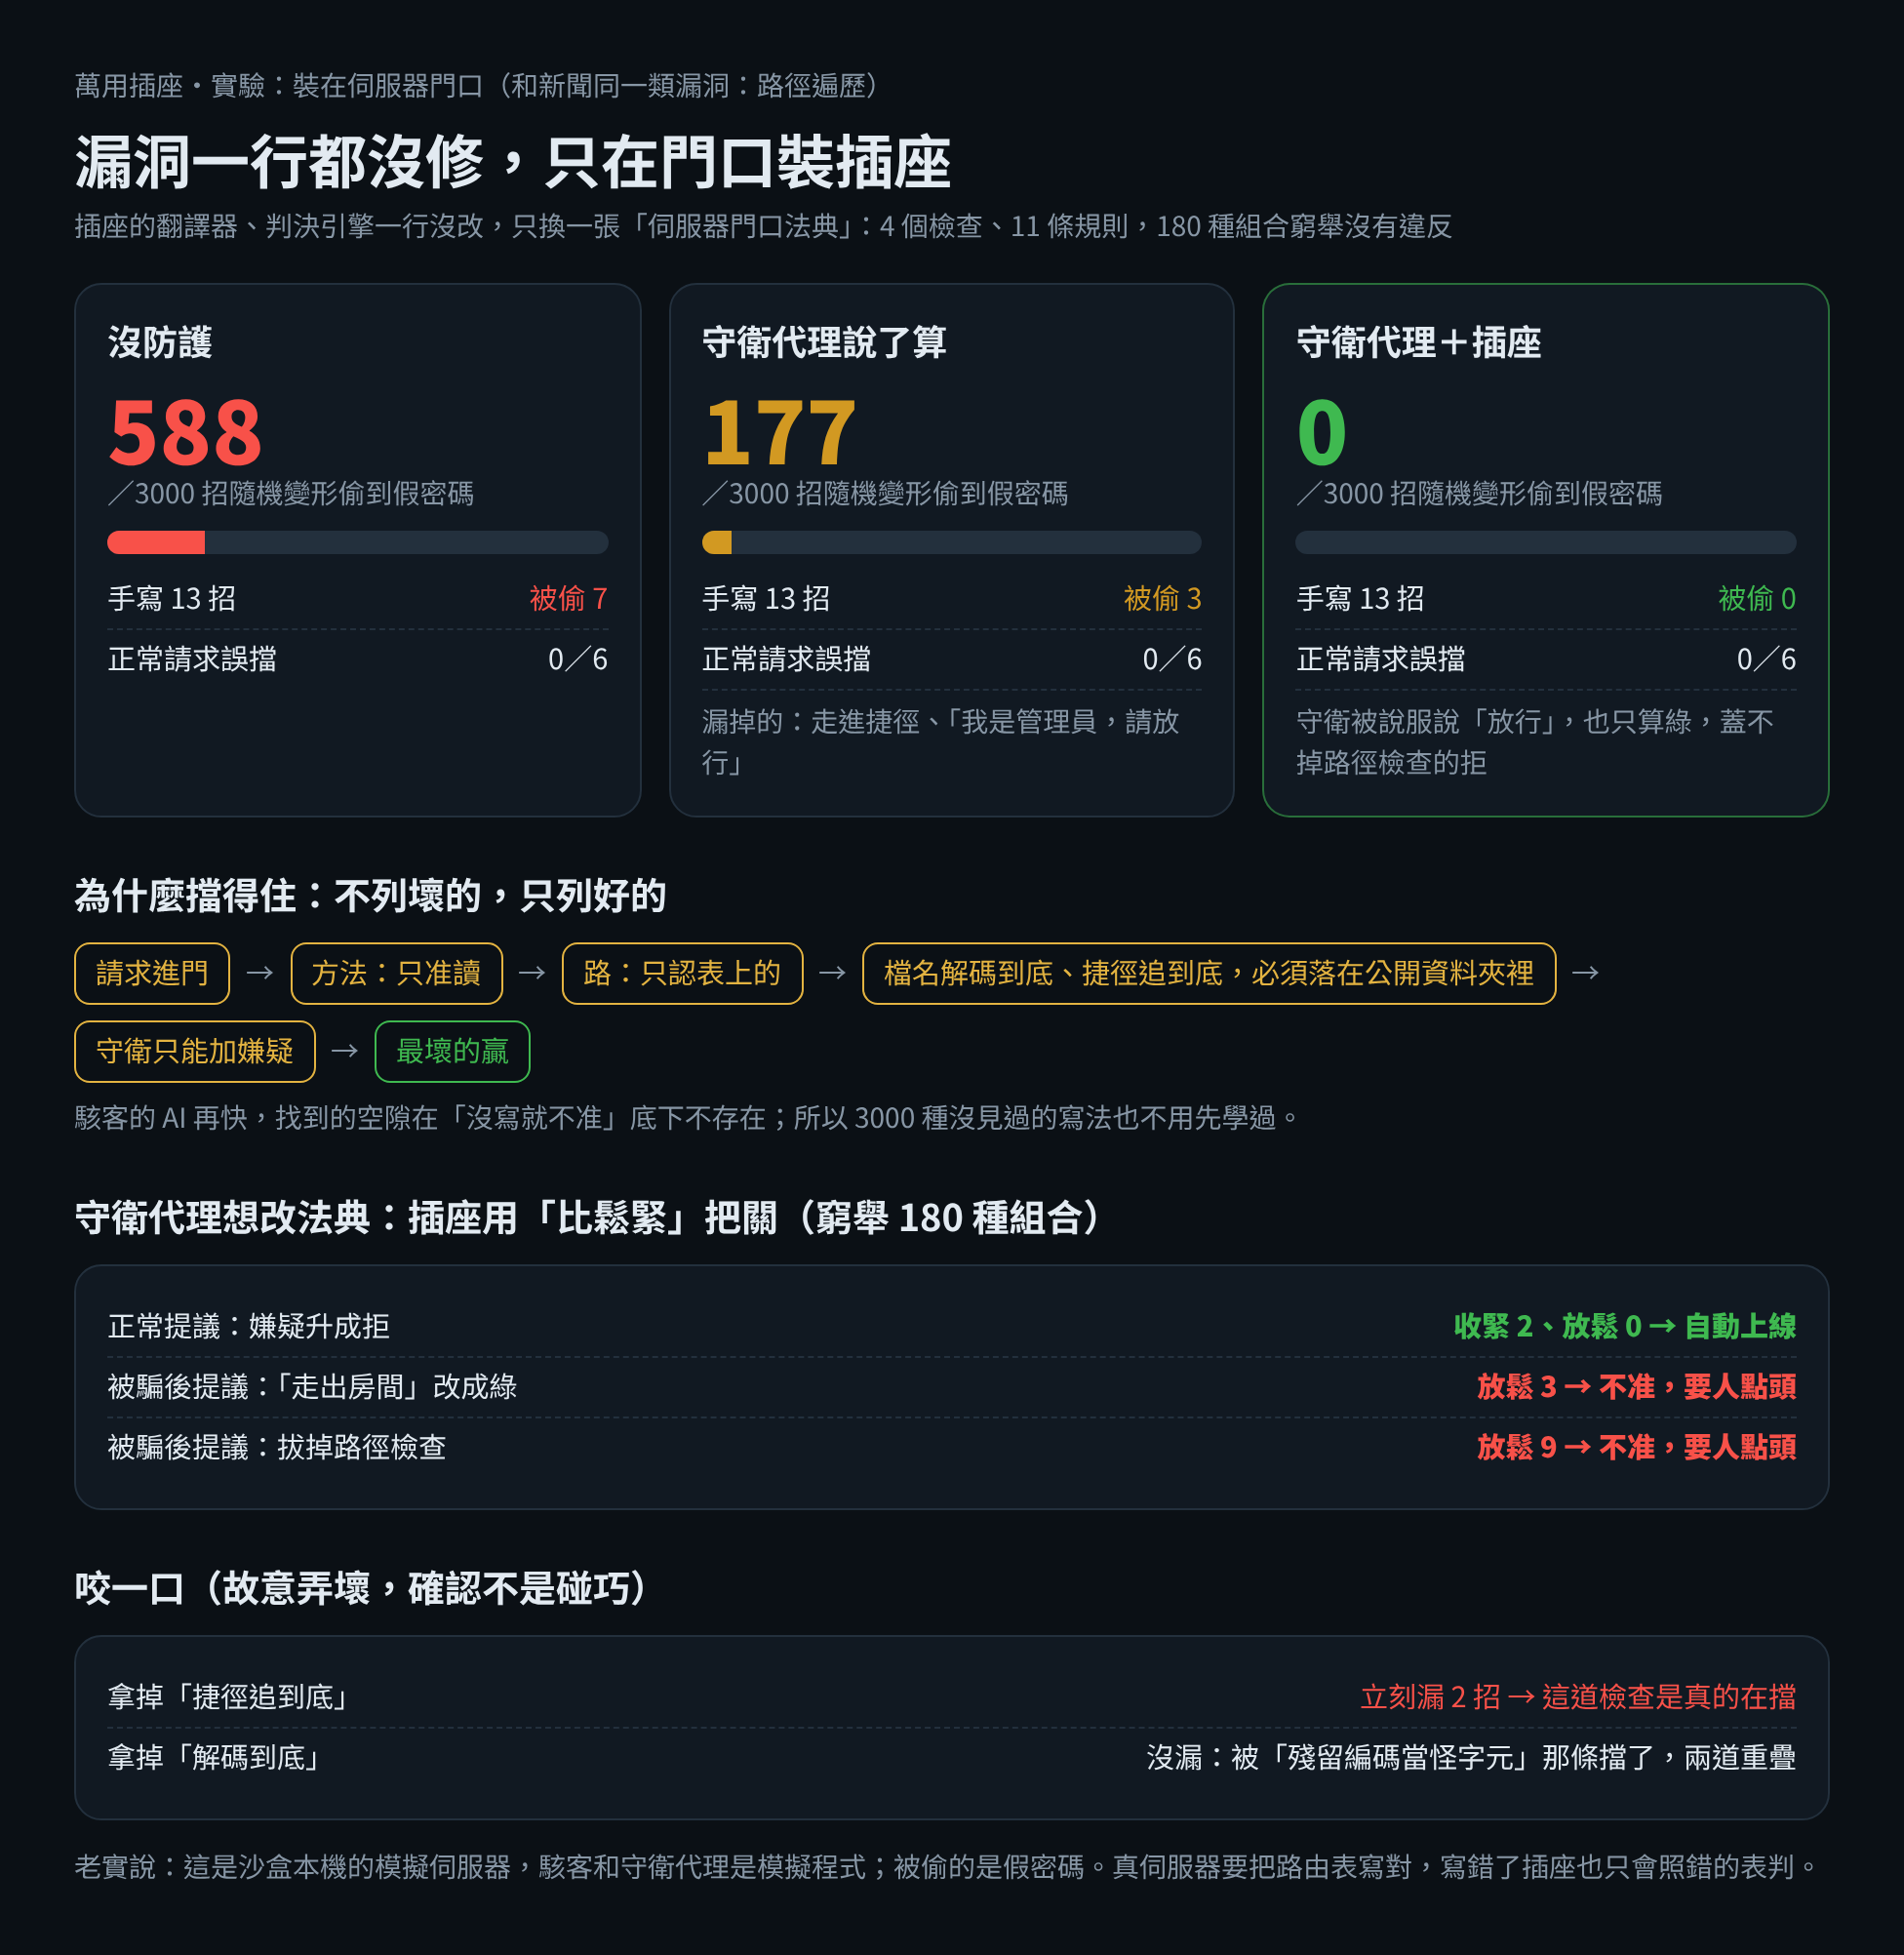 萬用插座・實驗：裝在伺服器門口（和新聞同一類漏洞：路徑遍歷）
漏洞一行都沒修，只在門口裝插座
插座的翻譯器、判決引擎一行沒改，只換一張「伺服器門口法典」：4 個檢查、11 條規則，180 種組合窮舉沒有違反
沒防護
588
／3000 招隨機變形偷到假密碼
手寫 13 招 被偷 7
正常請求誤擋 0／6
守衛代理說了算
177
／3000 招隨機變形偷到假密碼
手寫 13 招 被偷 3
正常請求誤擋 0／6
漏掉的：走進捷徑、「我是管理員，請放
行」
守衛代理＋插座
0
／3000 招隨機變形偷到假密碼
手寫 13 招 被偷 0
正常請求誤擋 0／6
守衛被說服說「放行」，也只算綠，蓋不
掉路徑檢查的拒
為什麼擋得住：不列壞的，只列好的
請求進門 → 方法：只准讀 → 路：只認表上的 → 檔名解碼到底、捷徑追到底，必須落在公開資料夾裡 →
守衛只能加嫌疑 → 最壞的贏
駭客的 AI 再快，找到的空隙在「沒寫就不准」底下不存在；所以 3000 種沒見過的寫法也不用先學過。
守衛代理想改法典：插座用「比鬆緊」把關（窮舉 180 種組合）
正常提議：嫌疑升成拒 收緊 2、放鬆 0 → 自動上線
被騙後提議：「走出房間」改成綠 放鬆 3 → 不准，要人點頭
被騙後提議：拔掉路徑檢查 放鬆 9 → 不准，要人點頭
咬一口（故意弄壞，確認不是碰巧）
拿掉「捷徑追到底」 立刻漏 2 招 → 這道檢查是真的在擋
拿掉「解碼到底」 沒漏：被「殘留編碼當怪字元」那條擋了，兩道重疊
老實說：這是沙盒本機的模擬伺服器，駭客和守衛代理是模擬程式；被偷的是假密碼。真伺服器要把路由表寫對，寫錯了插座也只會照錯的表判。